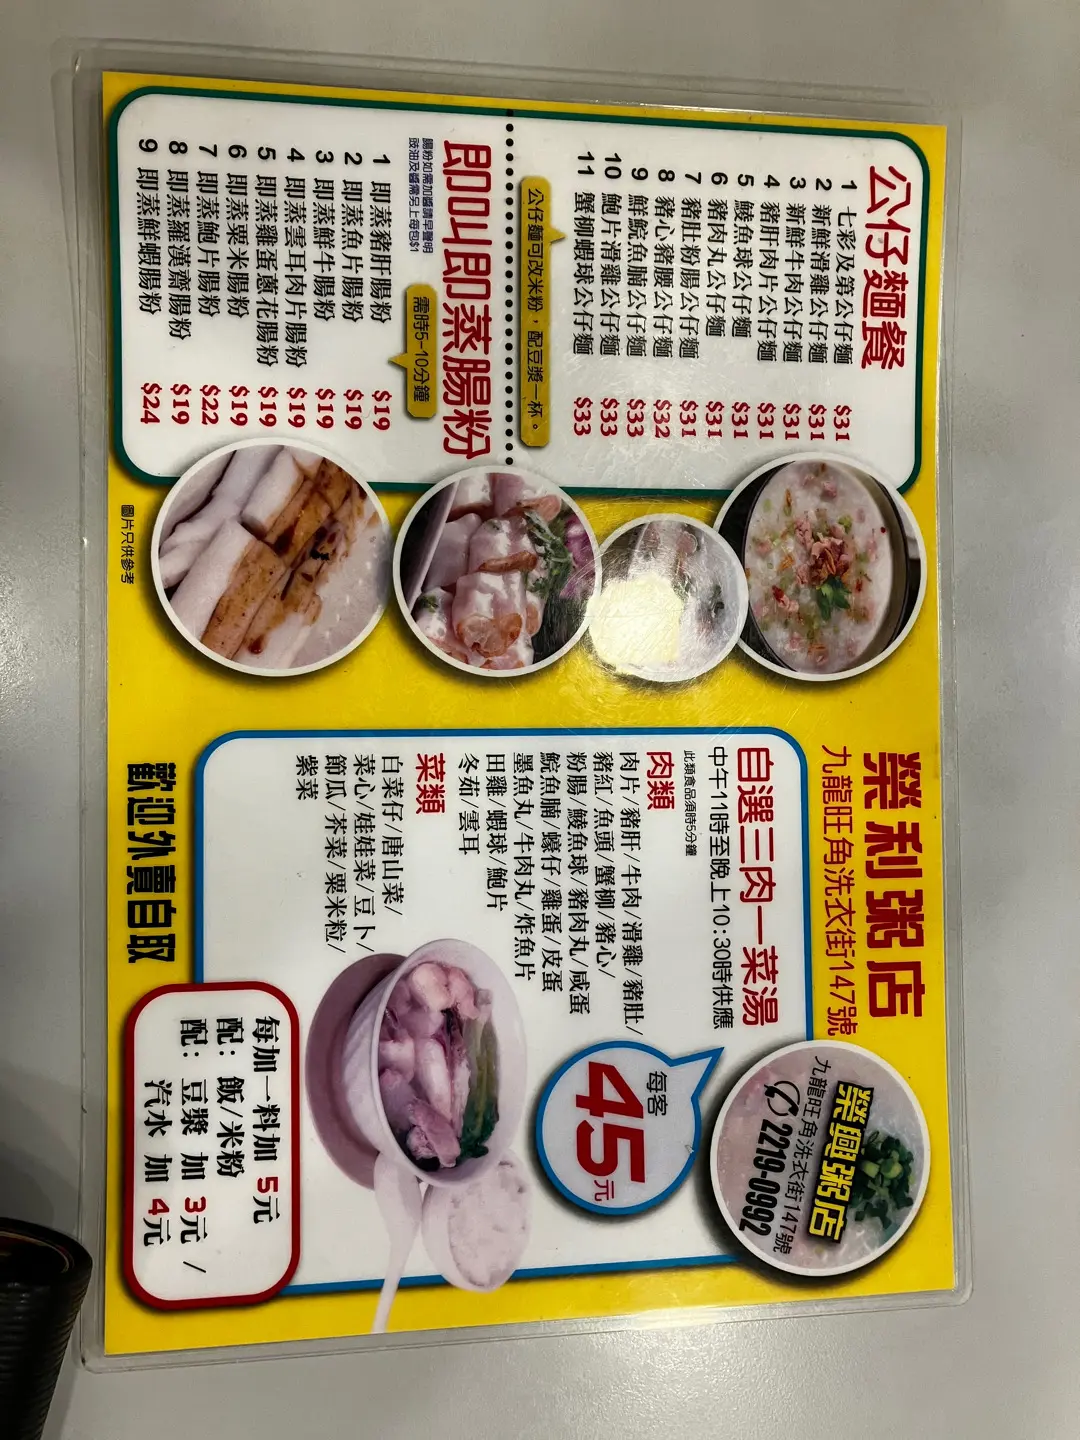 公仔麵餐
1 七彩及第公仔麵 $31
2 新鮮滑雞公仔麵 $31
3 新鮮牛肉公仔麵 $31
4 豬肝肉片公仔麵 $31
5 鯪魚球公仔麵 $31
6 豬肉丸公仔麵 $31
7 豬肚粉腸公仔麵 $31
8 豬心豬腰公仔麵 $32
9 鮮鯇魚腩公仔麵 $33
10 鮑片滑雞公仔麵 $33
11 蟹柳蝦球公仔麵 $33
公仔麵可改米粉，配豆漿一杯。
即叫即蒸腸粉
需時5-10分鐘
腸粉如需加醬請早聲明
豉油及醬需另上每包$1
1 即蒸豬肝腸粉 $19
2 即蒸魚片腸粉 $19
3 即蒸鮮牛腸粉 $19
4 即蒸雲耳肉片腸粉 $19
5 即蒸雞蛋蔥花腸粉 $19
6 即蒸粟米腸粉 $19
7 即蒸鮑片腸粉 $22
8 即蒸羅漢齋腸粉 $19
9 即蒸鮮蝦腸粉 $24
圖片只供參考
榮利粥店
九龍旺角洗衣街147號
榮興粥店
九龍旺角洗衣街147號
2219-0992
自選三肉一菜湯
中午11時至晚上10:30時供應
此類食品須時5分鐘
每客
45元
肉類
肉片/豬肝/牛肉/滑雞/豬肚/
豬紅/魚頭/蟹柳/豬心/
粉腸/鯪魚球/豬肉丸/咸蛋
鯇魚腩/蠔仔/雞蛋/皮蛋
墨魚丸/牛肉丸/炸魚片
田雞/蝦球/鮑片
冬菇/雲耳
菜類
白菜仔/唐山菜/
菜心/娃娃菜/豆卜/
節瓜/芥菜/粟米粒/
紫菜
每加一料加 5元
配：飯/米粉
配：豆漿 加 3元/
汽水 加 4元
歡迎外賣自取